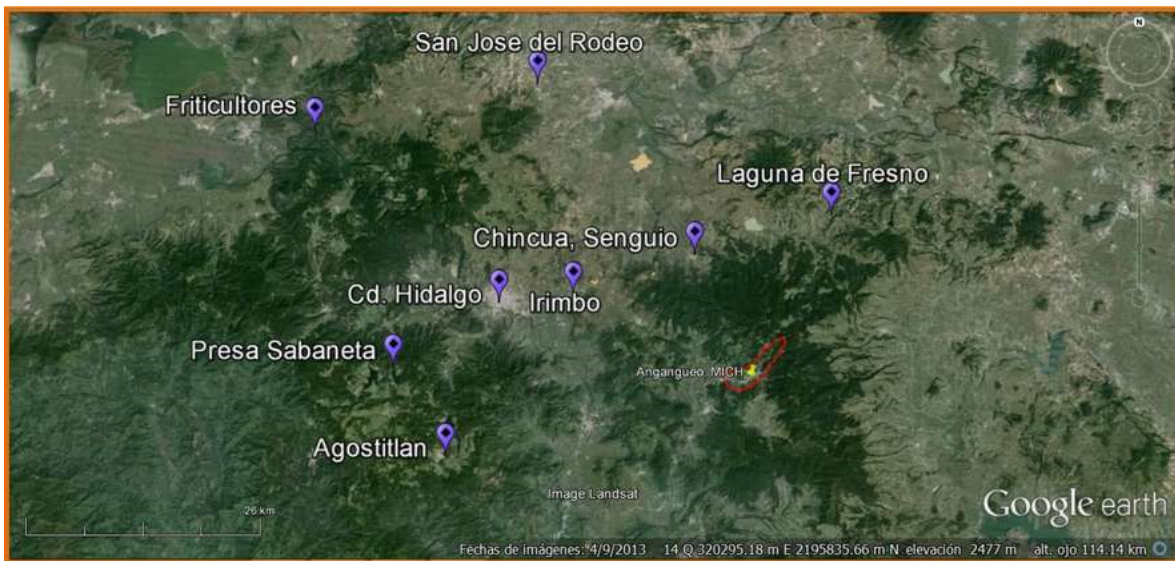 N
San Jose del Rodeo
Friticultores
Laguna de Fresno
Chincua, Senguio
Cd. Hidalgo
Irimbo
Presa Sabaneta
Angangueo, MICH
Agostitlan
Image Landsat
Google earth
26 km
Fechas de imágenes: 4/9/2013 14 Q 320295.18 m E 2195835.66 m N elevación 2477 m alt. ojo 114.14 km